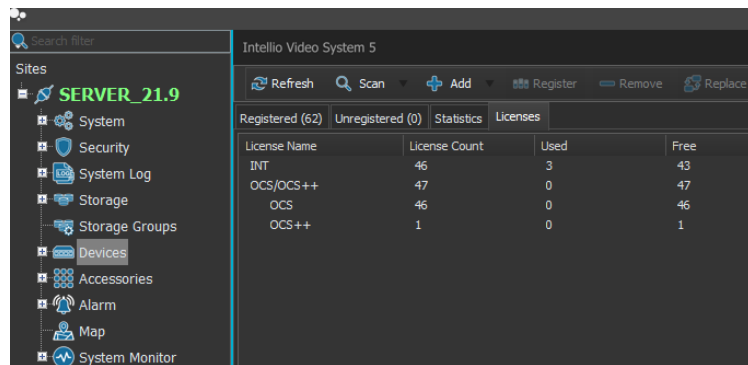 Search filter
Sites
SERVER_21.9
System
Security
System Log
Storage
Storage Groups
Devices
Accessories
Alarm
Map
System Monitor
Intellio Video System 5
Refresh Scan Add Register Remove Replace
Registered (62) Unregistered (0) Statistics Licenses
License Name License Count Used Free
INT 46 3 43
OCS/OCS++ 47 0 47
OCS 46 0 46
OCS++ 1 0 1